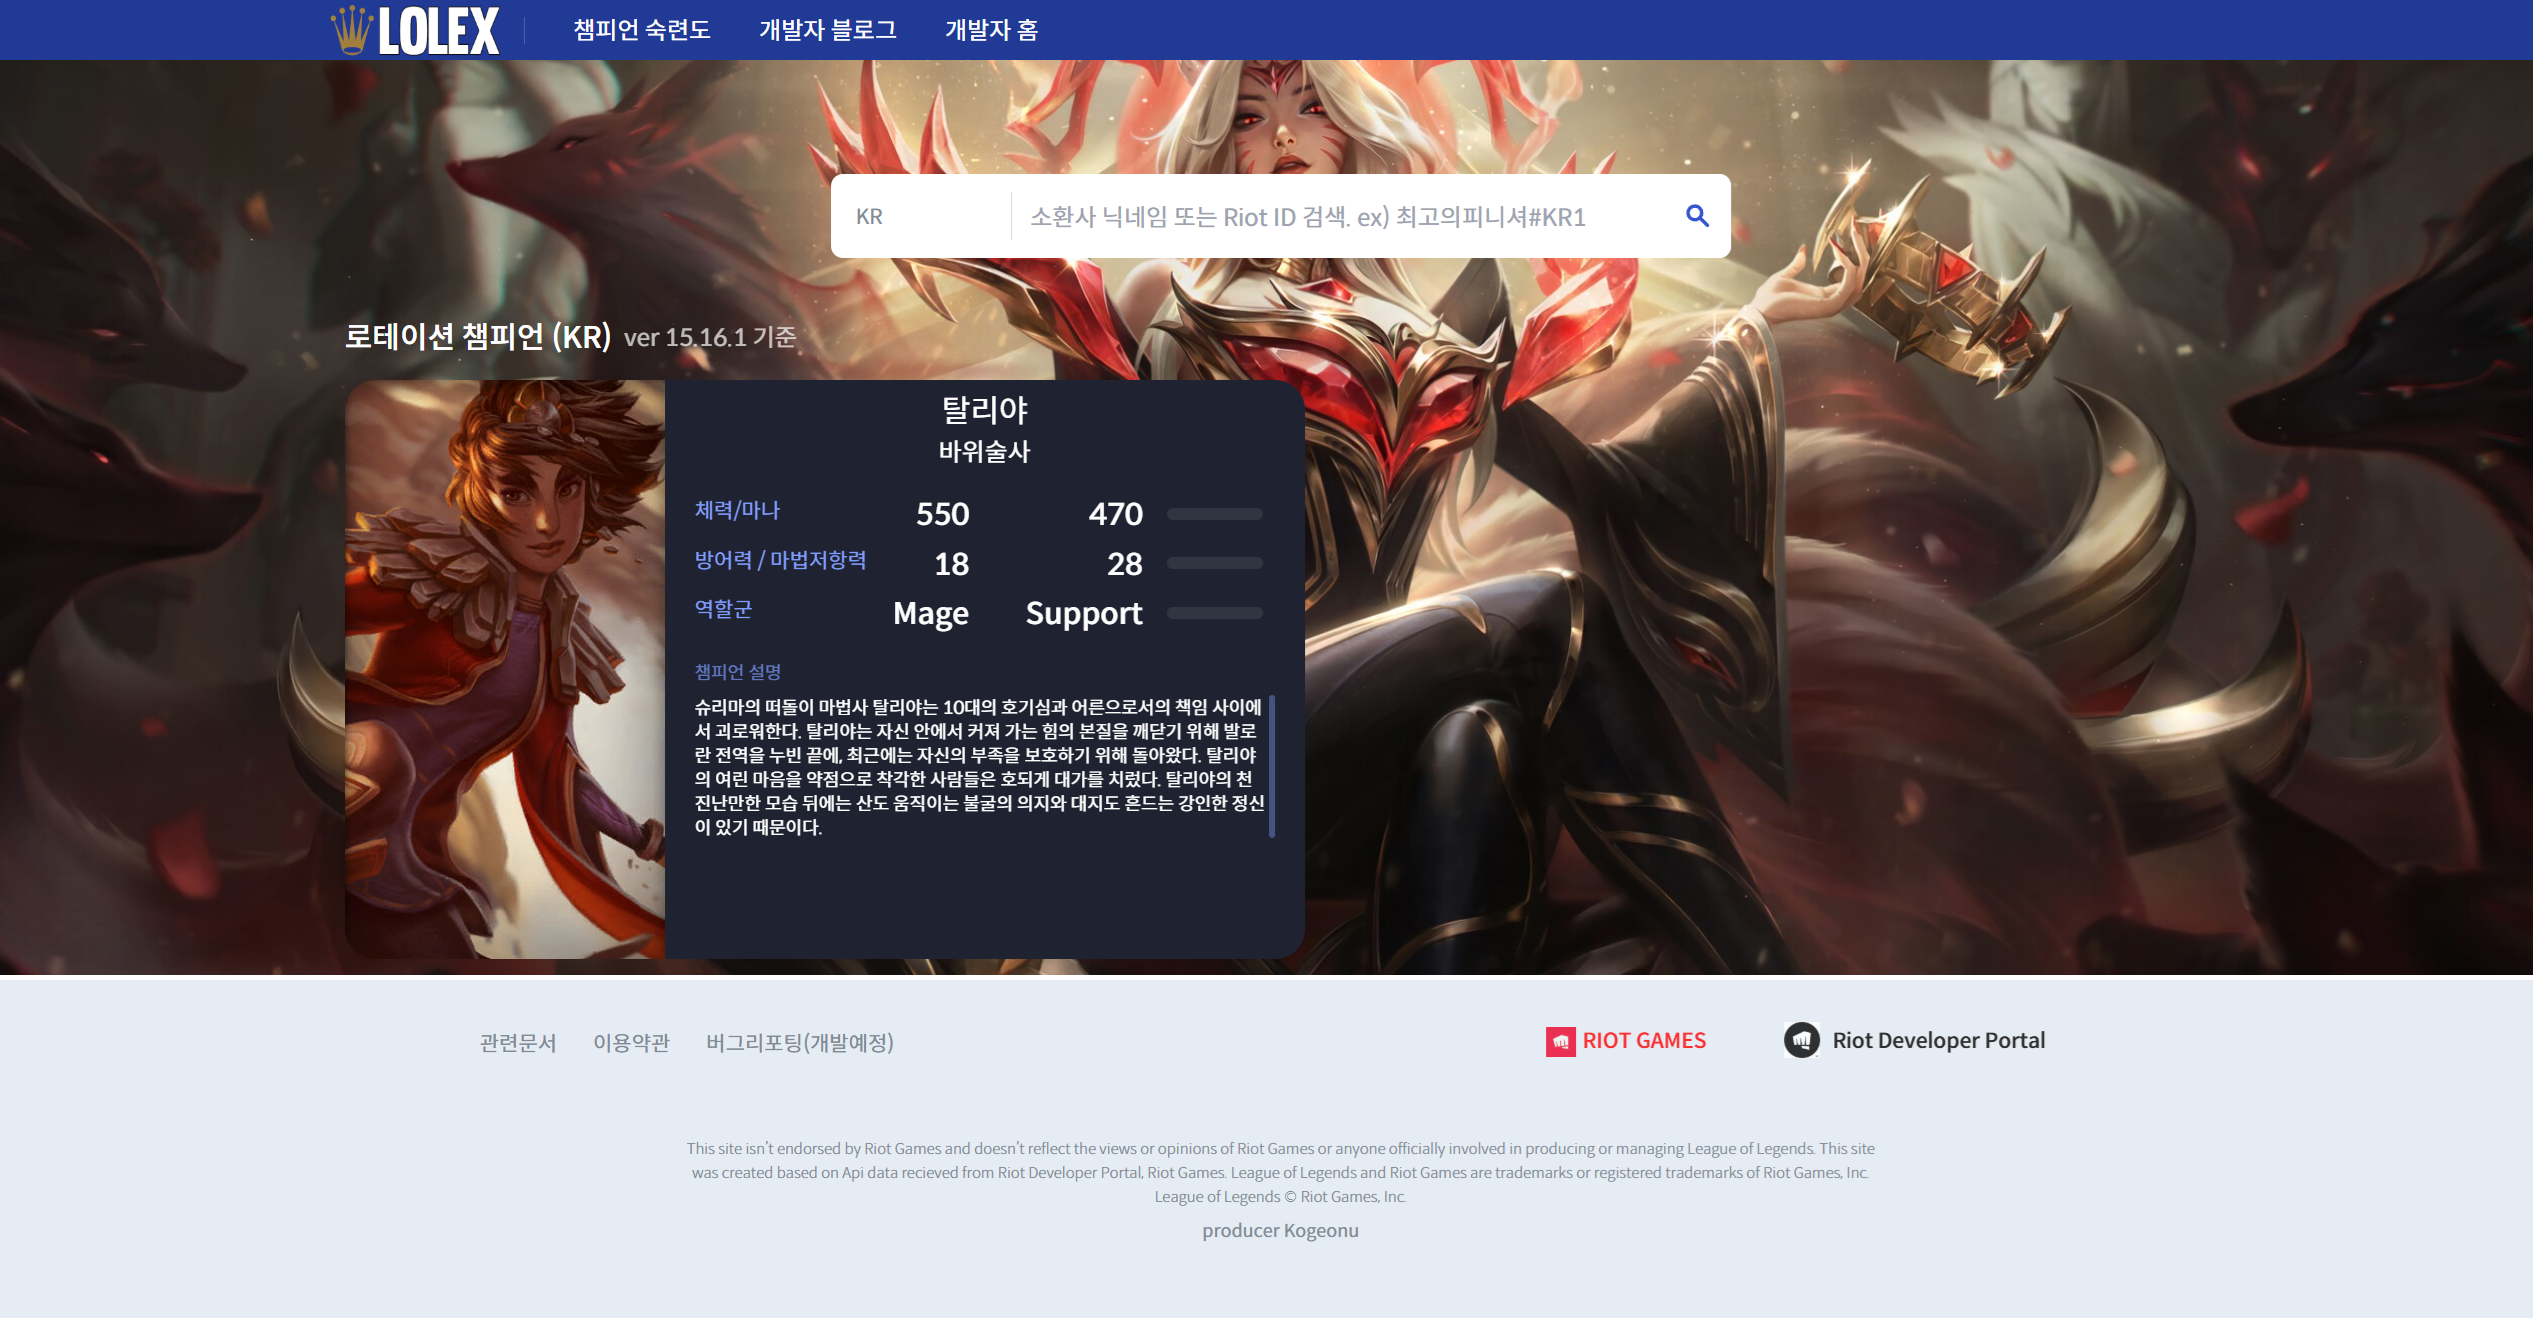 LOLEX 챔피언 숙련도 개발자 블로그 개발자 홈
KR 소환사 닉네임 또는 Riot ID 검색. ex) 최고의피니셔#KR1
로테이션 챔피언 (KR) ver 15.16.1 기준
탈리야
바위술사
체력/마나 550 470
방어력 / 마법저항력 18 28
역할군 Mage Support
챔피언 설명
슈리마의 떠돌이 마법사 탈리야는 10대의 호기심과 어른으로서의 책임 사이에
서 괴로워한다. 탈리야는 자신 안에서 커져 가는 힘의 본질을 깨닫기 위해 발로
란 전역을 누빈 끝에, 최근에는 자신의 부족을 보호하기 위해 돌아왔다. 탈리야
의 여린 마음을 약점으로 착각한 사람들은 호되게 대가를 치렀다. 탈리야의 천
진난만한 모습 뒤에는 산도 움직이는 불굴의 의지와 대지도 흔드는 강인한 정신
이 있기 때문이다.
관련문서 이용약관 버그리포팅(개발예정) RIOT GAMES Riot Developer Portal
This site isn't endorsed by Riot Games and doesn't reflect the views or opinions of Riot Games or anyone officially involved in producing or managing League of Legends. This site
was created based on Api data recieved from Riot Developer Portal, Riot Games. League of Legends and Riot Games are trademarks or registered trademarks of Riot Games, Inc.
League of Legends © Riot Games, Inc.
producer Kogeonu